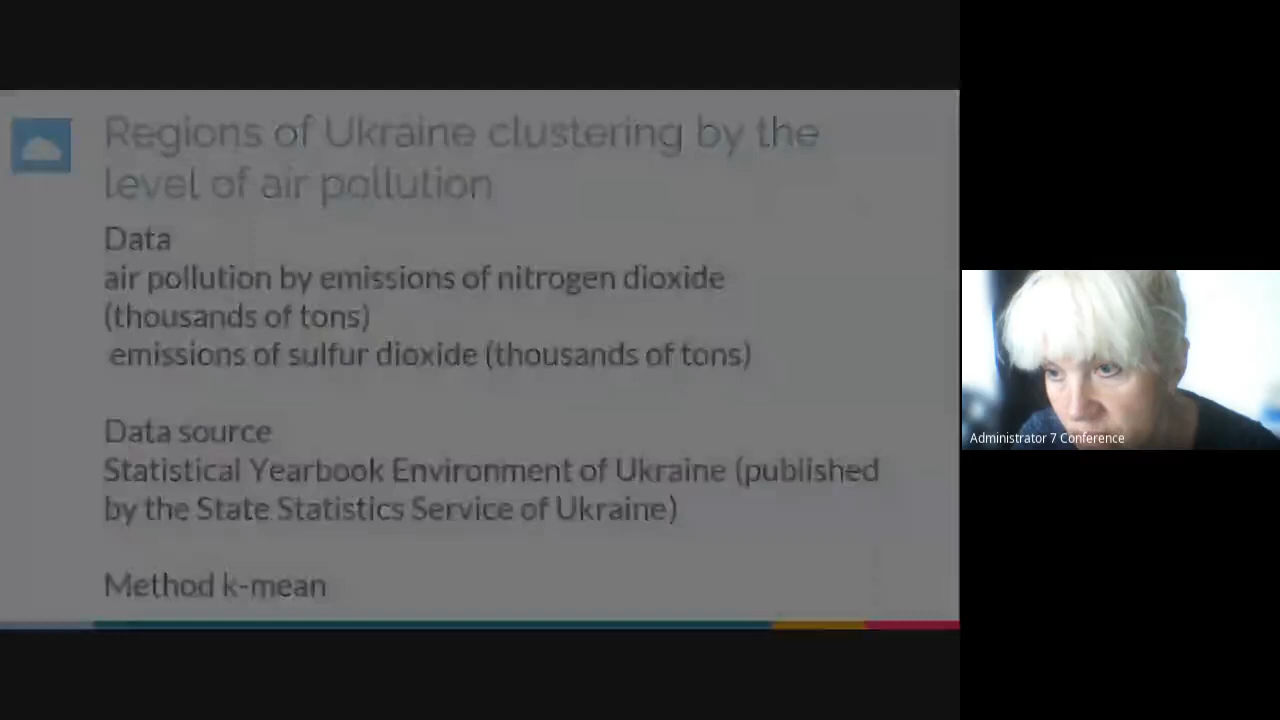 Regions of Ukraine clustering by the
level of air pollution
Data
air pollution by emissions of nitrogen dioxide
(thousands of tons)
emissions of sulfur dioxide (thousands of tons)
Data source
Statistical Yearbook Environment of Ukraine (published
by the State Statistics Service of Ukraine)
Method k-mean
Administrator 7 Conference